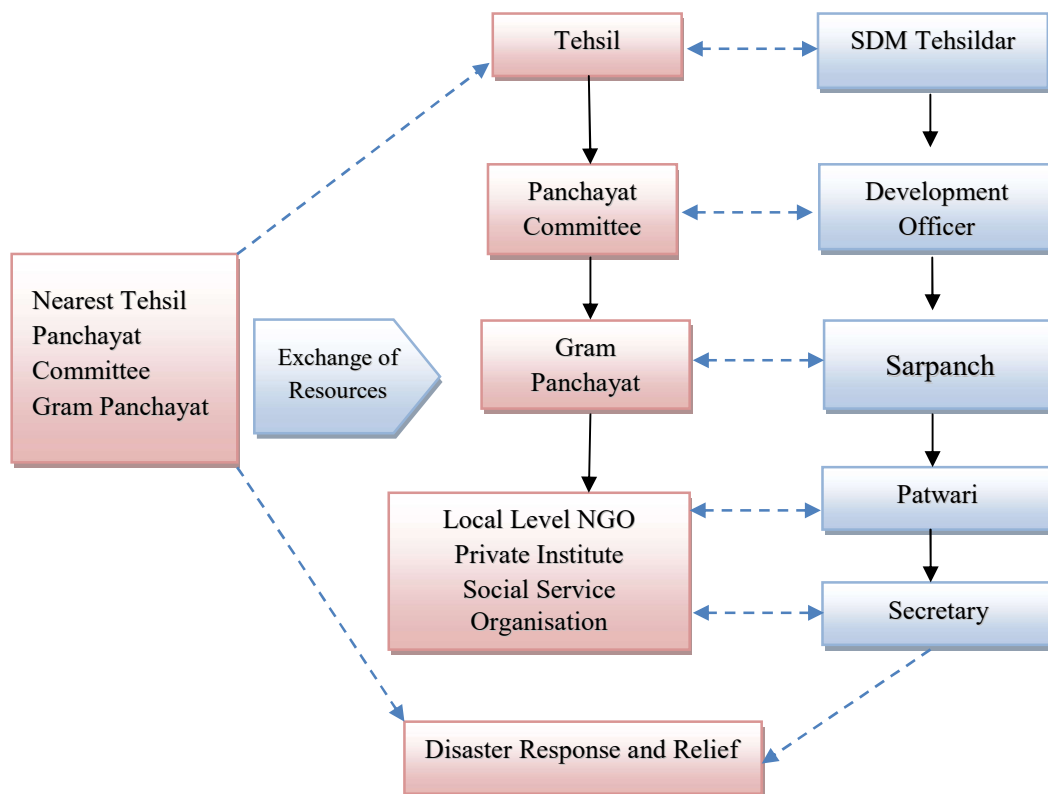 Tehsil
SDM Tehsildar
Panchayat
Committee
Development
Officer
Nearest Tehsil
Panchayat
Committee
Gram Panchayat
Exchange of
Resources
Gram
Panchayat
Sarpanch
Local Level NGO
Private Institute
Social Service
Organisation
Patwari
Secretary
Disaster Response and Relief